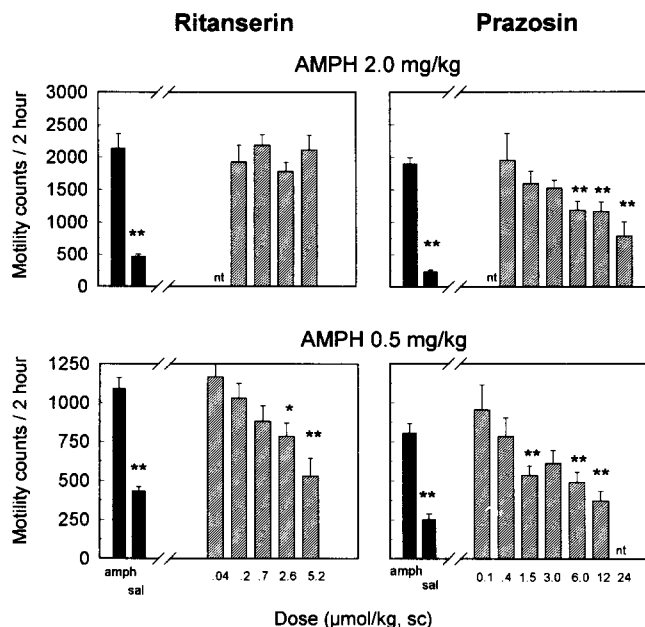 Ritanserin Prazosin
AMPH 2.0 mg/kg
Motility counts / 2 hour
3000
2500
2000
1500
1000
500
0
**
nt
**
nt
** ** **
AMPH 0.5 mg/kg
Motility counts / 2 hour
1250
1000
750
500
250
0
**
*
**
**
**
**
**
nt
amph sal .04 .2 .7 2.6 5.2 amph sal 0.1 .4 1.5 3.0 6.0 12 24
Dose (µmol/kg, sc)